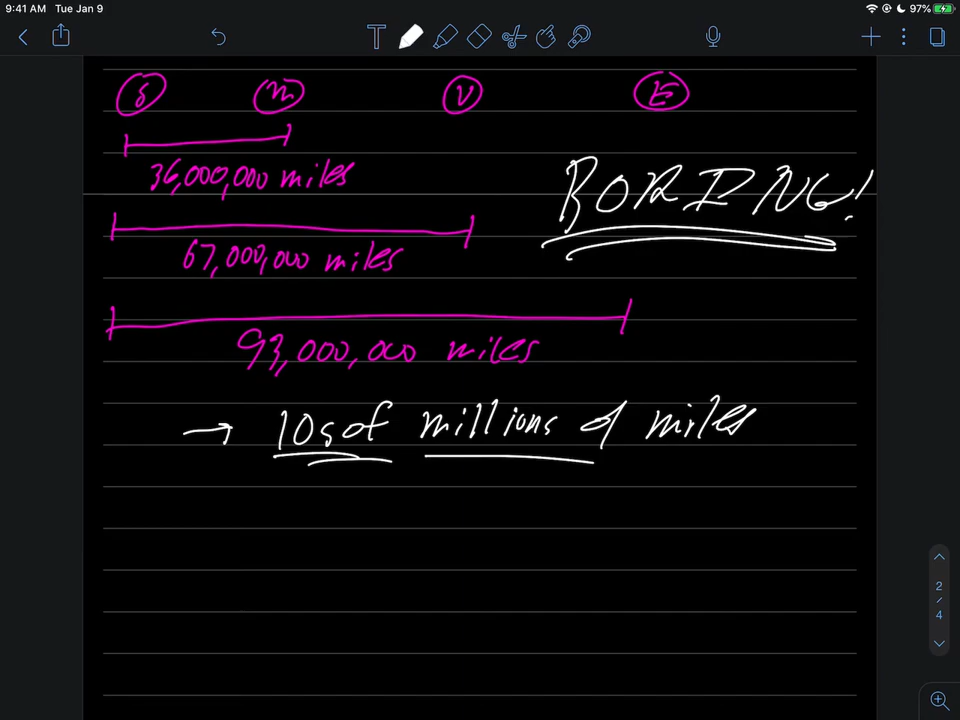 9:41 AM Tue Jan 9
97%
T
S m V E
36,000,000 miles
BORING!
67,000,000 miles
93,000,000 miles
→ 10s of millions of miles
2
/
4